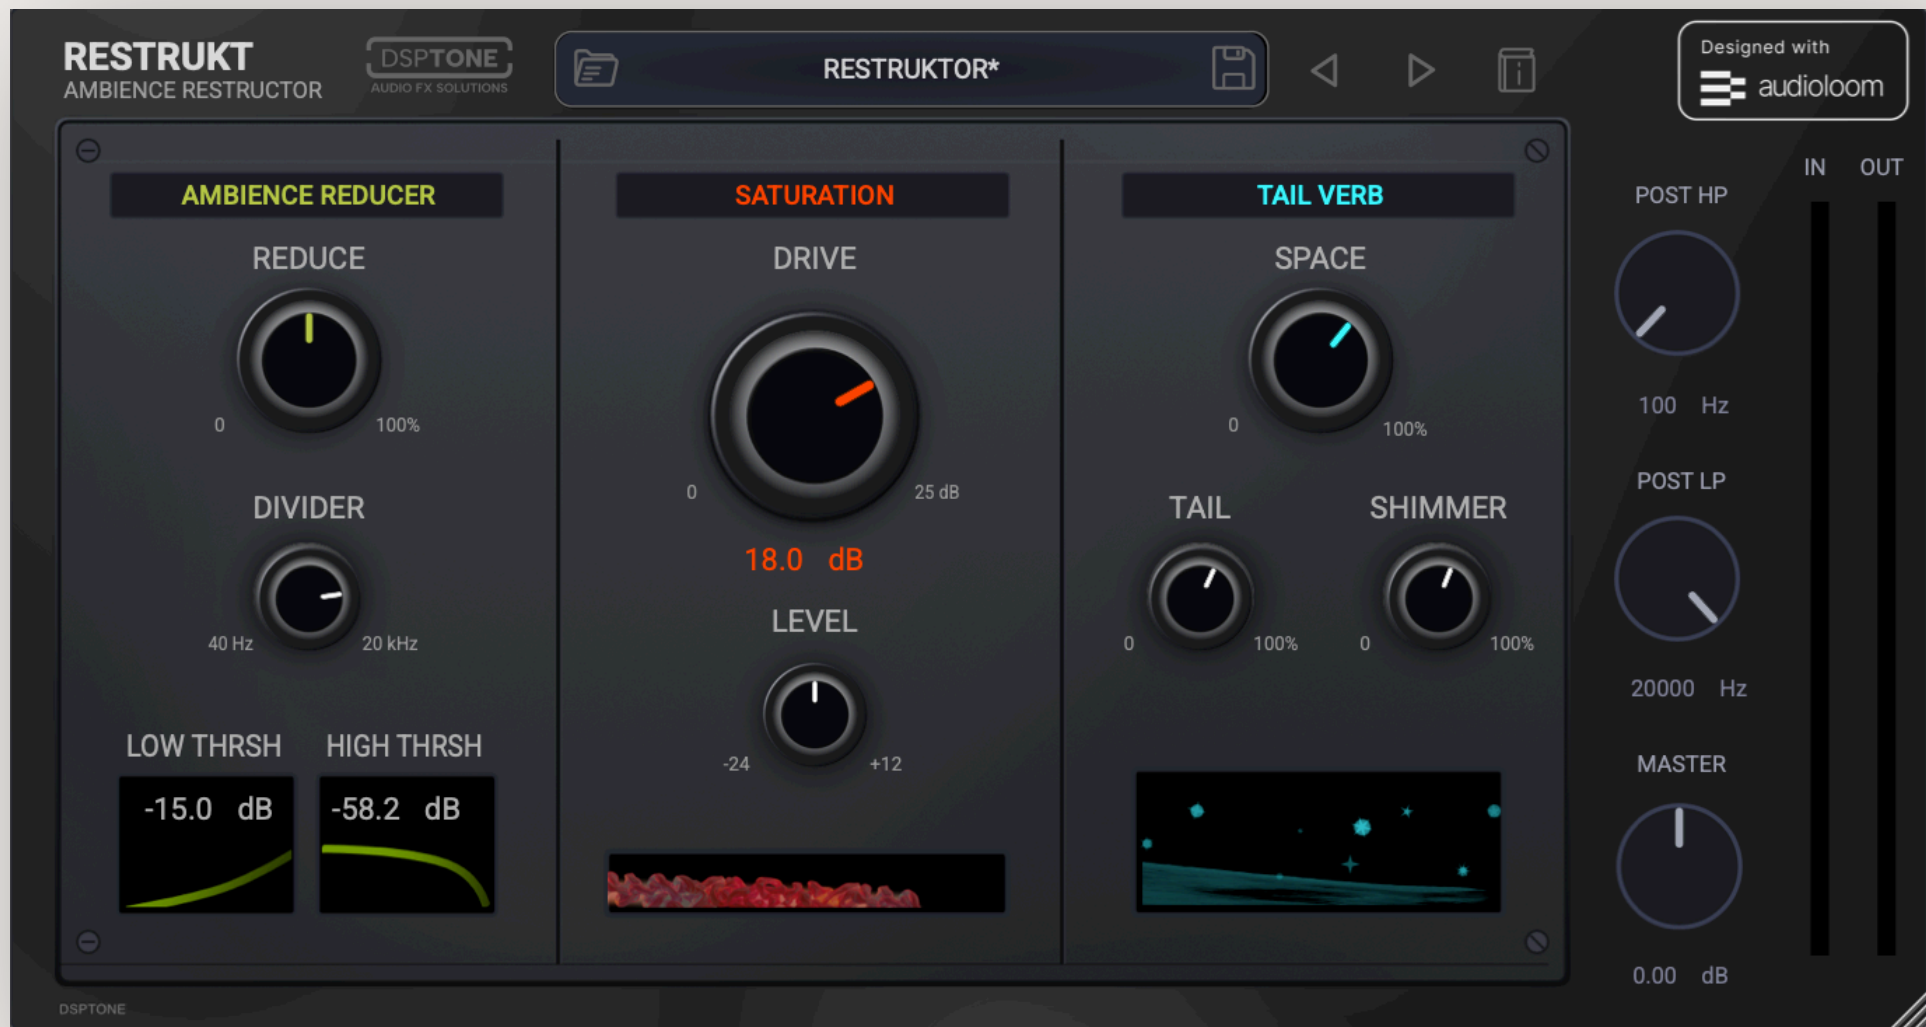 RESTRUKT
AMBIENCE RESTRUCTOR
DSPTONE
AUDIO FX SOLUTIONS
RESTRUKTOR*
Designed with
audioloom
AMBIENCE REDUCER
REDUCE
0 100%
DIVIDER
40 Hz 20 kHz
LOW THRSH HIGH THRSH
-15.0 dB -58.2 dB
SATURATION
DRIVE
0 25 dB
18.0 dB
LEVEL
-24 +12
TAIL VERB
SPACE
0 100%
TAIL SHIMMER
0 100% 0 100%
POST HP
100 Hz
POST LP
20000 Hz
MASTER
0.00 dB
IN OUT
DSPTONE